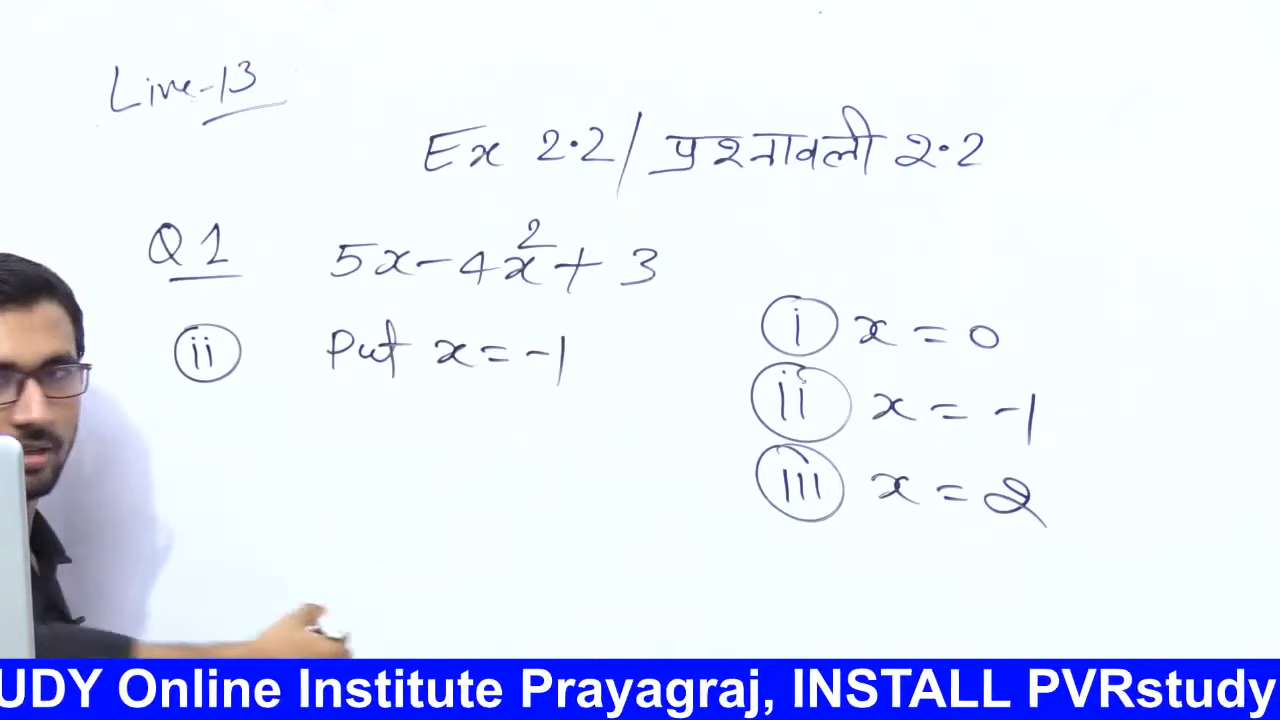 Live-13
Ex 2.2/ प्रश्नावली 2.2
Q1 5x-4x²+3
(ii) Put x=-1
(i) x=0
(ii) x=-1
(iii) x=2
UDY Online Institute Prayagraj, INSTALL PVRstudy